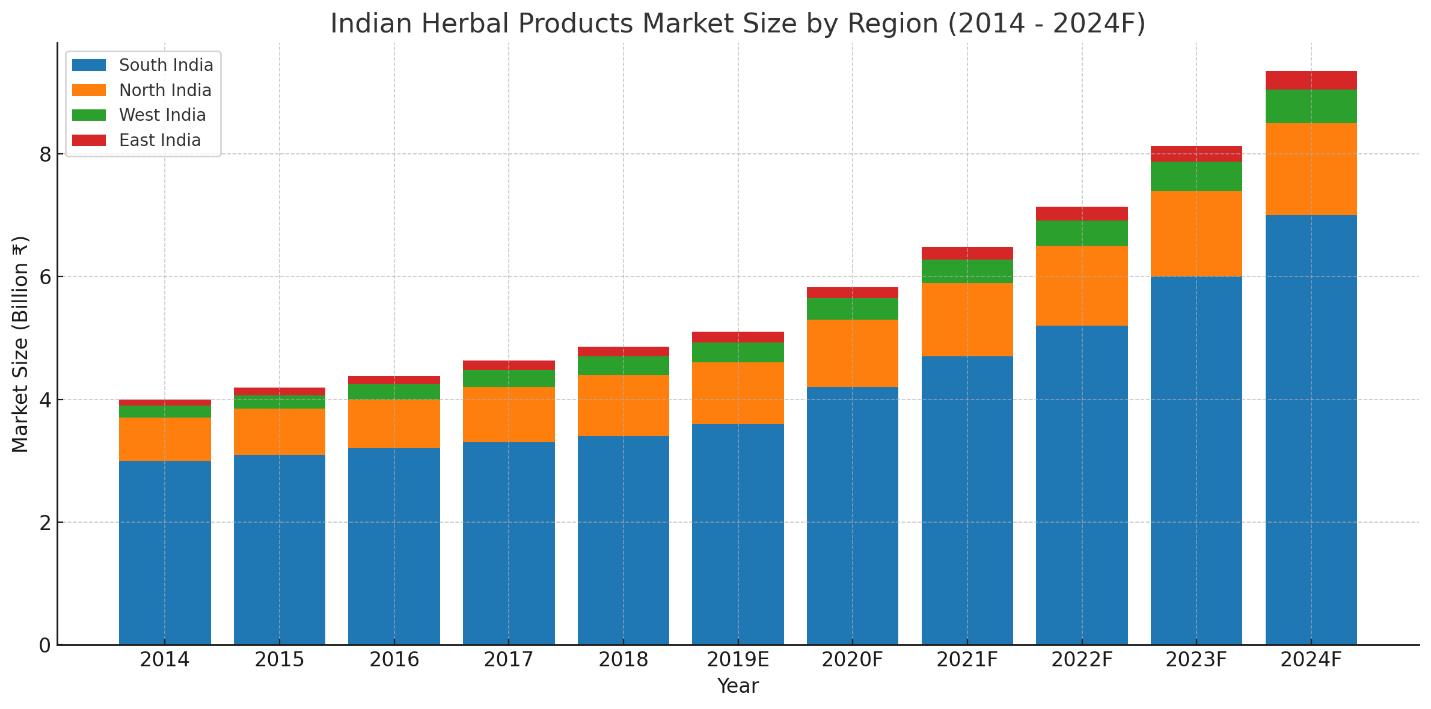 Indian Herbal Products Market Size by Region (2014 - 2024F)
South India
North India
West India
East India
Market Size (Billion ₹)
8
6
4
2
0
2014 2015 2016 2017 2018 2019E 2020F 2021F 2022F 2023F 2024F
Year